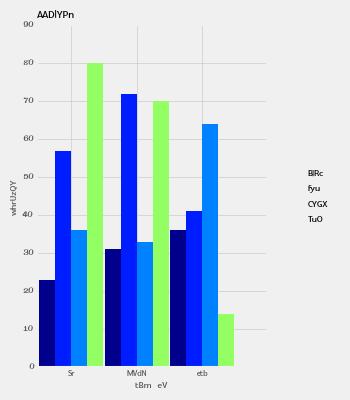 AADlYPn
90
80
70
60
50
40
30
20
10
0
whrUzQY
Sr MVdN etb
tBm eV
BlRc
fyu
CYGX
TuO